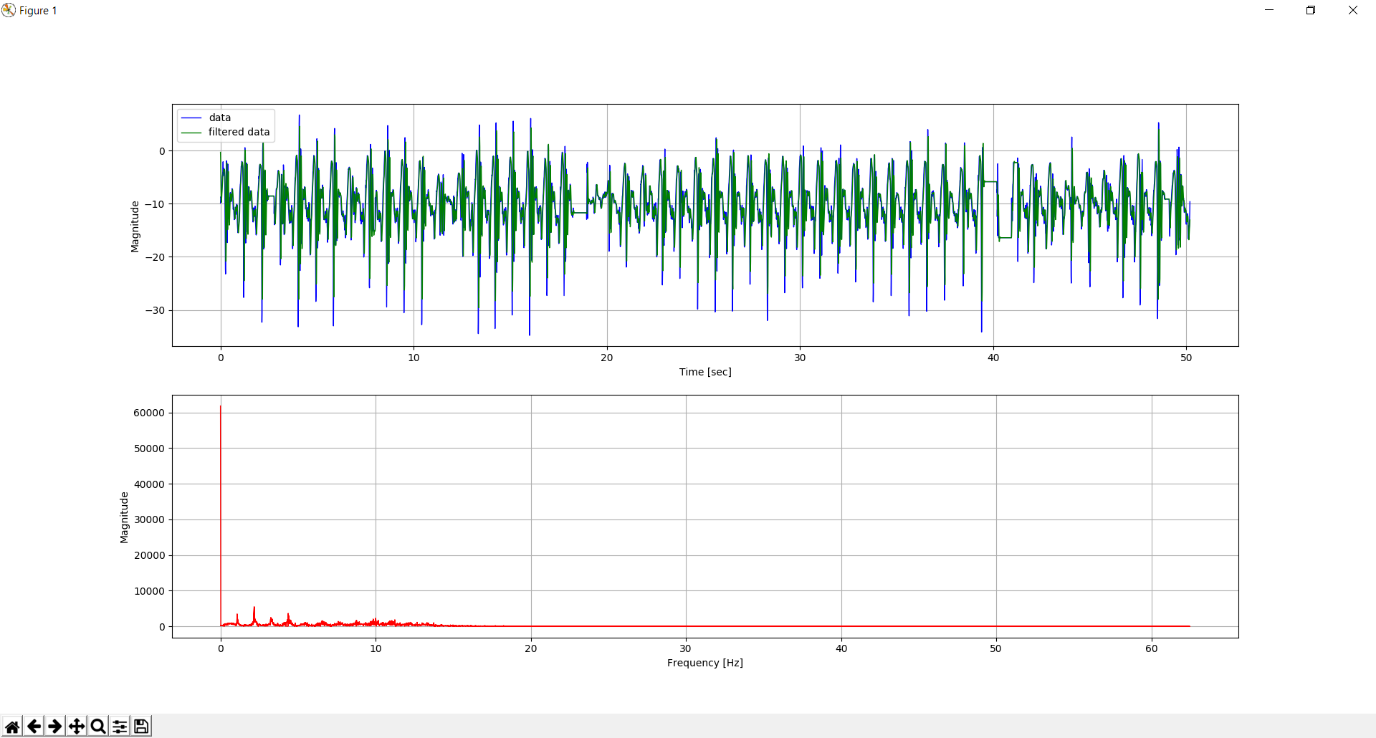 Figure 1
data
filtered data
Magnitude
0
−10
−20
−30
0 10 20 30 40 50
Time [sec]
Magnitude
60000
50000
40000
30000
20000
10000
0
0 10 20 30 40 50 60
Frequency [Hz]